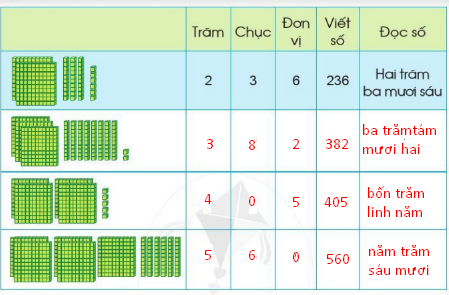 Trăm Chục Đơn vị Viết số Đọc số
2 3 6 236 Hai trăm
ba mươi sáu
3 8 2 382 ba trămtám
mươi hai
4 0 5 405 bốn trăm
linh năm
5 6 0 560 năm trăm
sáu mươi